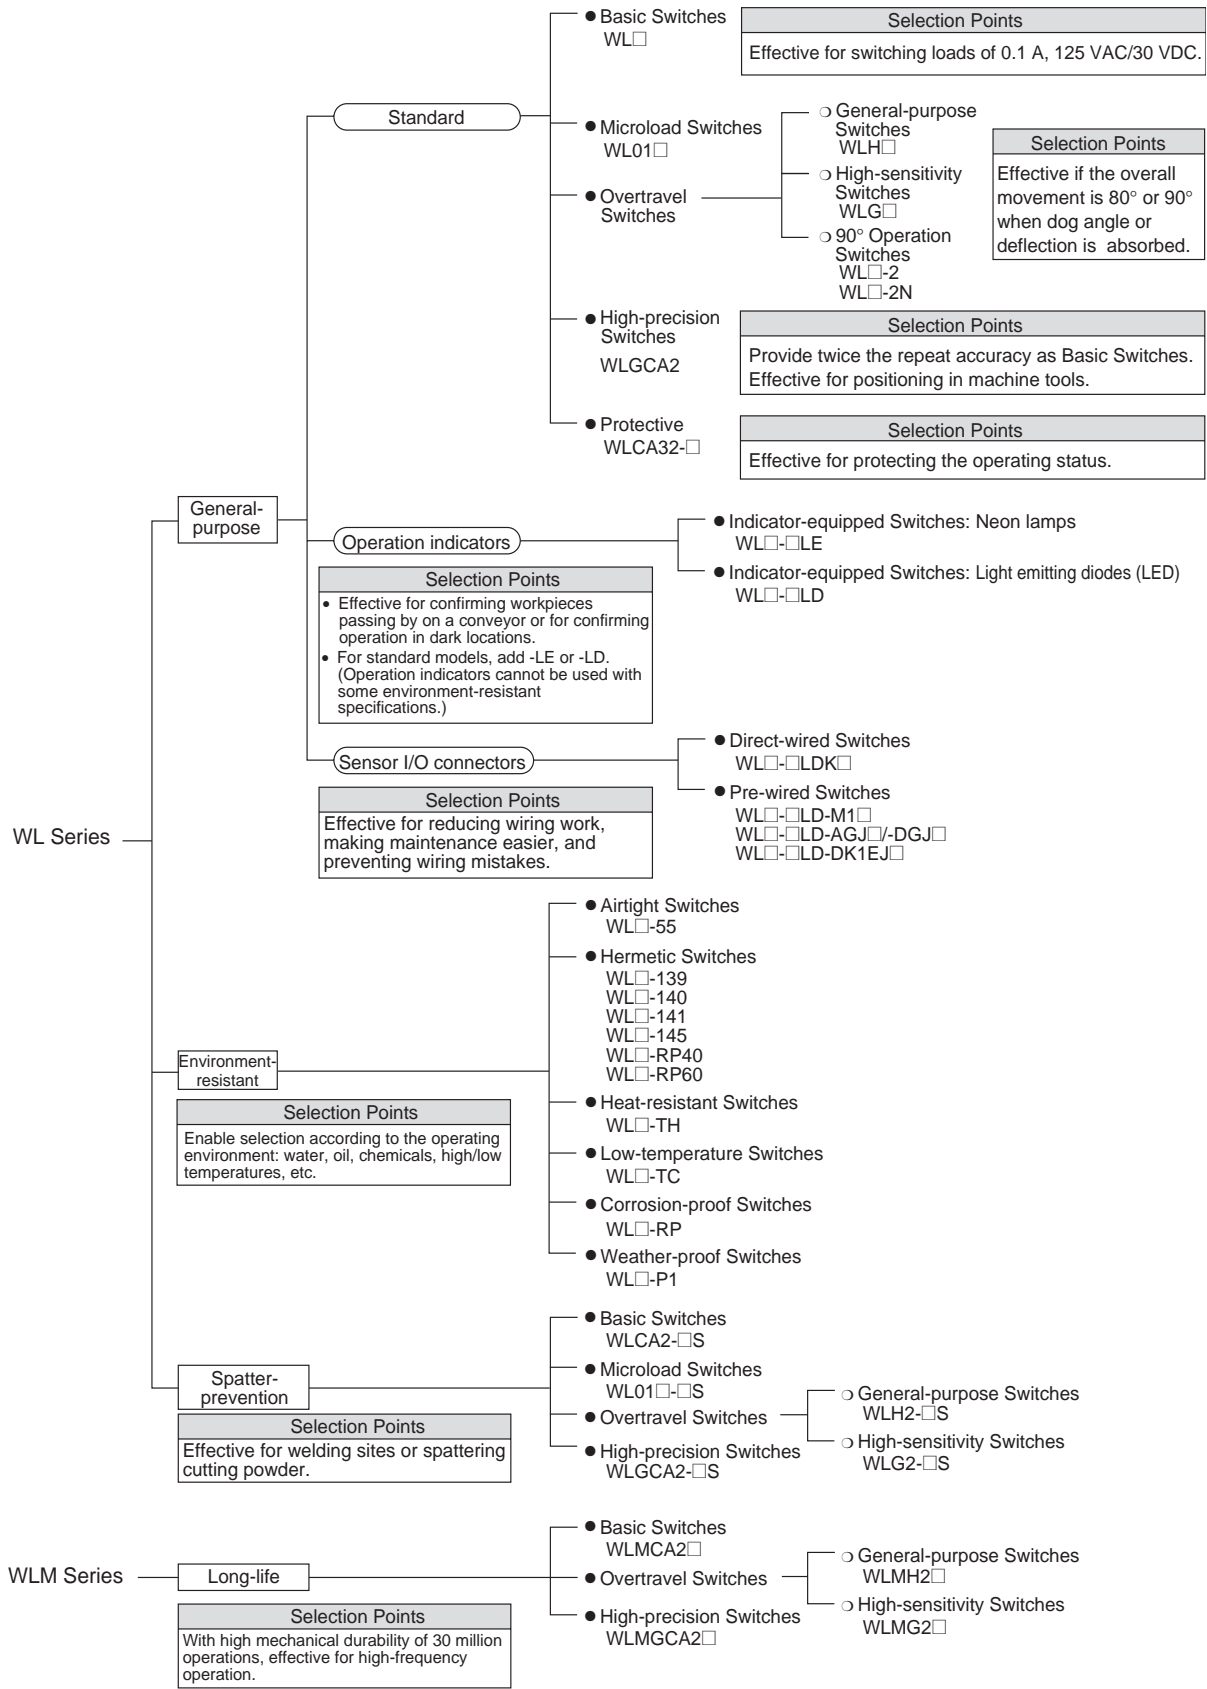 ● Basic Switches
WL□
Selection Points
Effective for switching loads of 0.1 A, 125 VAC/30 VDC.
Standard
● Microload Switches
WL01□
● Overtravel
Switches
❍ General-purpose
Switches
WLH□
❍ High-sensitivity
Switches
WLG□
❍ 90° Operation
Switches
WL□-2
WL□-2N
Selection Points
Effective if the overall
movement is 80° or 90°
when dog angle or
deflection is absorbed.
● High-precision
Switches
WLGCA2
Selection Points
Provide twice the repeat accuracy as Basic Switches.
Effective for positioning in machine tools.
● Protective
WLCA32-□
Selection Points
Effective for protecting the operating status.
General-
purpose
Operation indicators
● Indicator-equipped Switches: Neon lamps
WL□-□LE
● Indicator-equipped Switches: Light emitting diodes (LED)
WL□-□LD
Selection Points
• Effective for confirming workpieces
passing by on a conveyor or for confirming
operation in dark locations.
• For standard models, add -LE or -LD.
(Operation indicators cannot be used with
some environment-resistant
specifications.)
Sensor I/O connectors
● Direct-wired Switches
WL□-□LDK□
● Pre-wired Switches
WL□-□LD-M1□
WL□-□LD-AGJ□/-DGJ□
WL□-□LD-DK1EJ□
Selection Points
Effective for reducing wiring work,
making maintenance easier, and
preventing wiring mistakes.
WL Series
● Airtight Switches
WL□-55
● Hermetic Switches
WL□-139
WL□-140
WL□-141
WL□-145
WL□-RP40
WL□-RP60
Environment-
resistant
Selection Points
Enable selection according to the operating
environment: water, oil, chemicals, high/low
temperatures, etc.
● Heat-resistant Switches
WL□-TH
● Low-temperature Switches
WL□-TC
● Corrosion-proof Switches
WL□-RP
● Weather-proof Switches
WL□-P1
Spatter-
prevention
Selection Points
Effective for welding sites or spattering
cutting powder.
● Basic Switches
WLCA2-□S
● Microload Switches
WL01□-□S
● Overtravel Switches
❍ General-purpose Switches
WLH2-□S
❍ High-sensitivity Switches
WLG2-□S
● High-precision Switches
WLGCA2-□S
WLM Series
Long-life
Selection Points
With high mechanical durability of 30 million
operations, effective for high-frequency
operation.
● Basic Switches
WLMCA2□
● Overtravel Switches
❍ General-purpose Switches
WLMH2□
❍ High-sensitivity Switches
WLMG2□
● High-precision Switches
WLMGCA2□